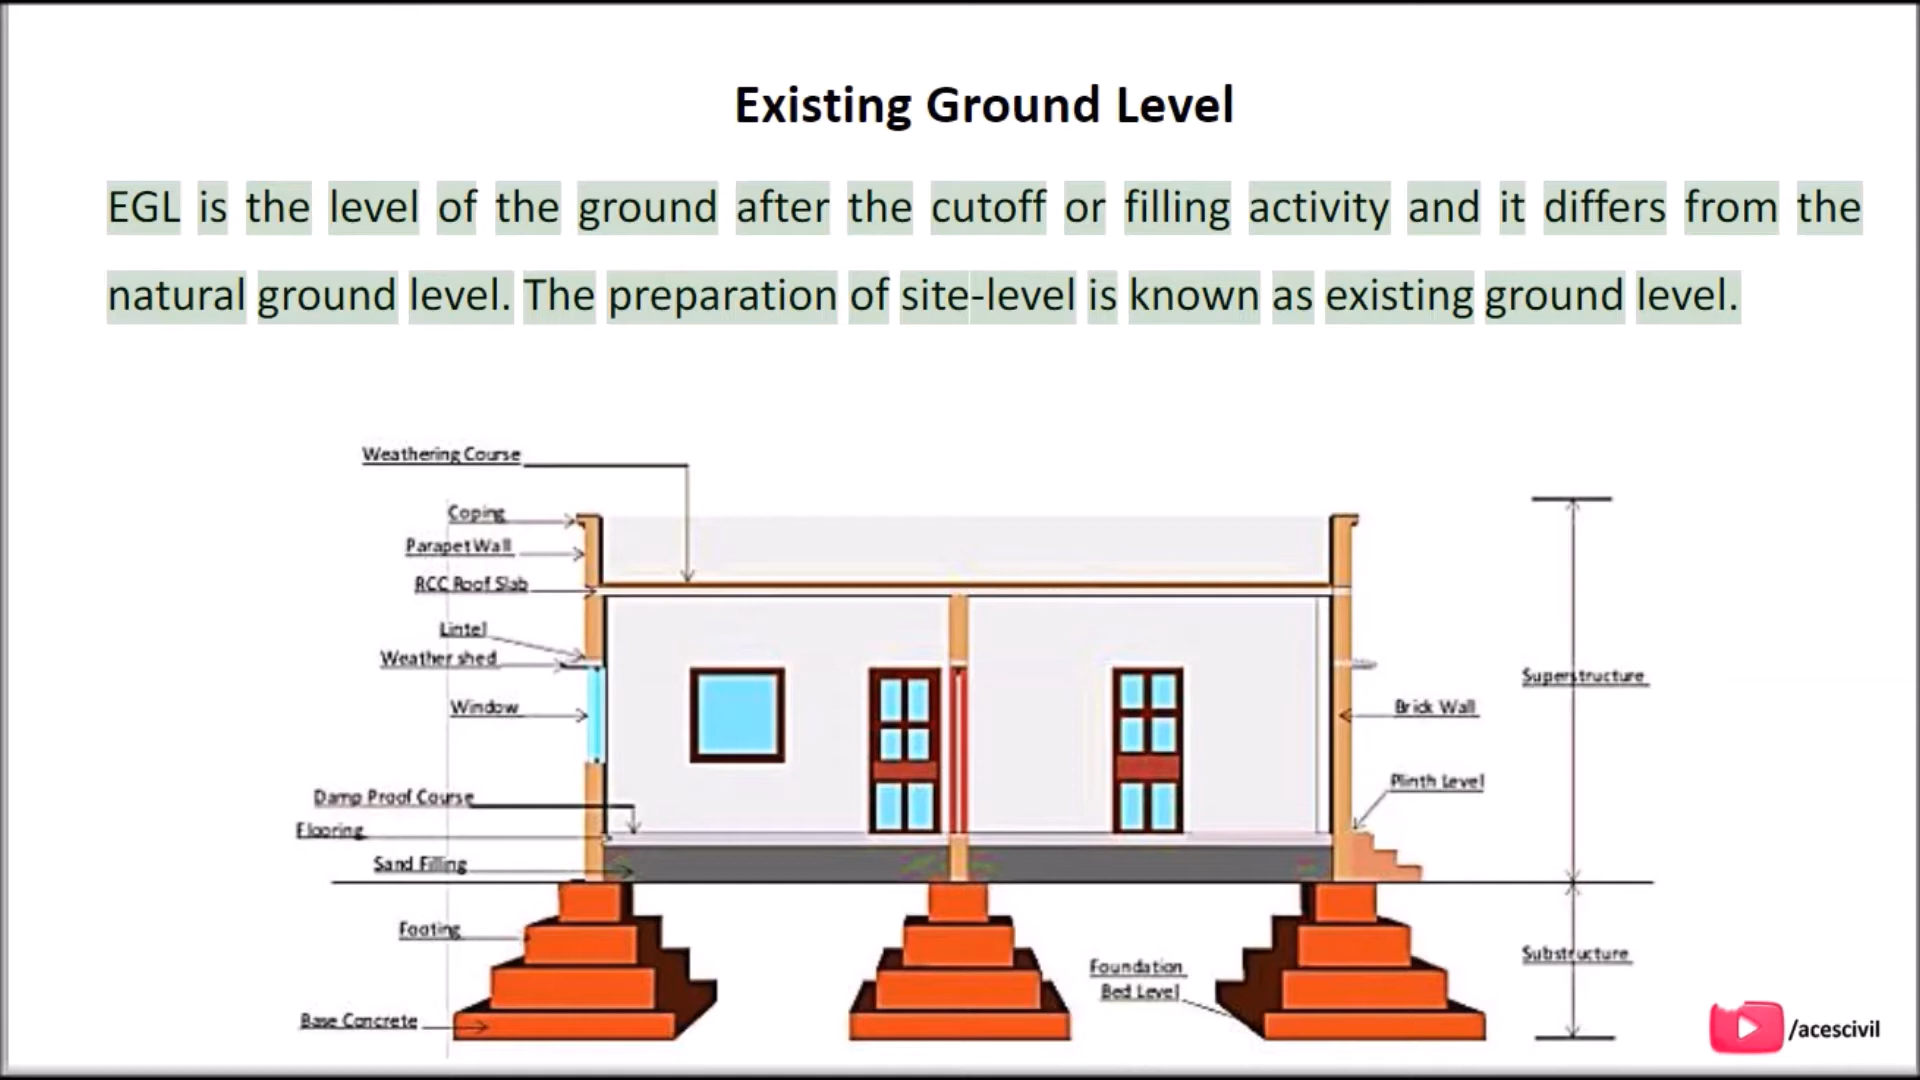 Existing Ground Level
EGL is the level of the ground after the cutoff or filling activity and it differs from the
natural ground level. The preparation of site-level is known as existing ground level.
Weathering Course
Coping
Parapet Wall
RCC Roof Slab
Lintel
Weather shed
Window
Damp Proof Course
Flooring
Sand Filling
Footing
Base Concrete
Foundation
Bed Level
Superstructure
Brick Wall
Plinth Level
Substructure
/acescivil